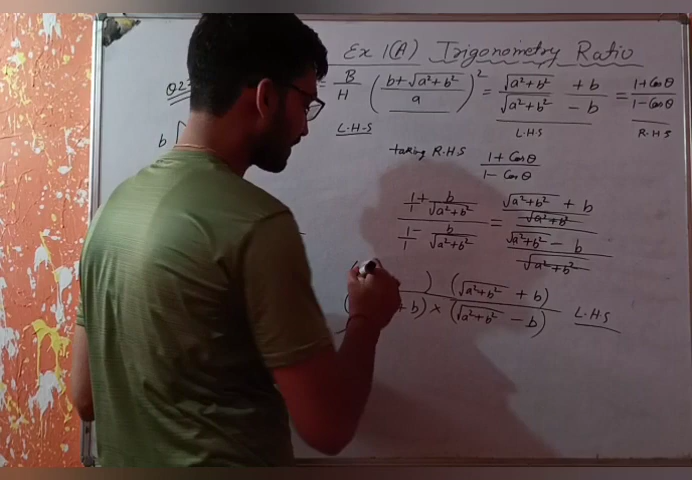 Ex 1(A) Trigonometry Ratio
Q2
= B/H ((b+√a²+b²)/a)² = (√a²+b² + b)/(√a²+b² - b) = (1+Cosθ)/(1-Cosθ)
b
L.H.S
L.H.S
R.H.S
taking R.H.S (1+Cosθ)/(1-Cosθ)
(1/1 + b/√a²+b²)/(1/1 - b/√a²+b²) = ((√a²+b² + b)/√a²+b²)/((√a²+b² - b)/√a²+b²)
) (√a²+b² + b)
( +b) × (√a²+b² - b)
L.H.S